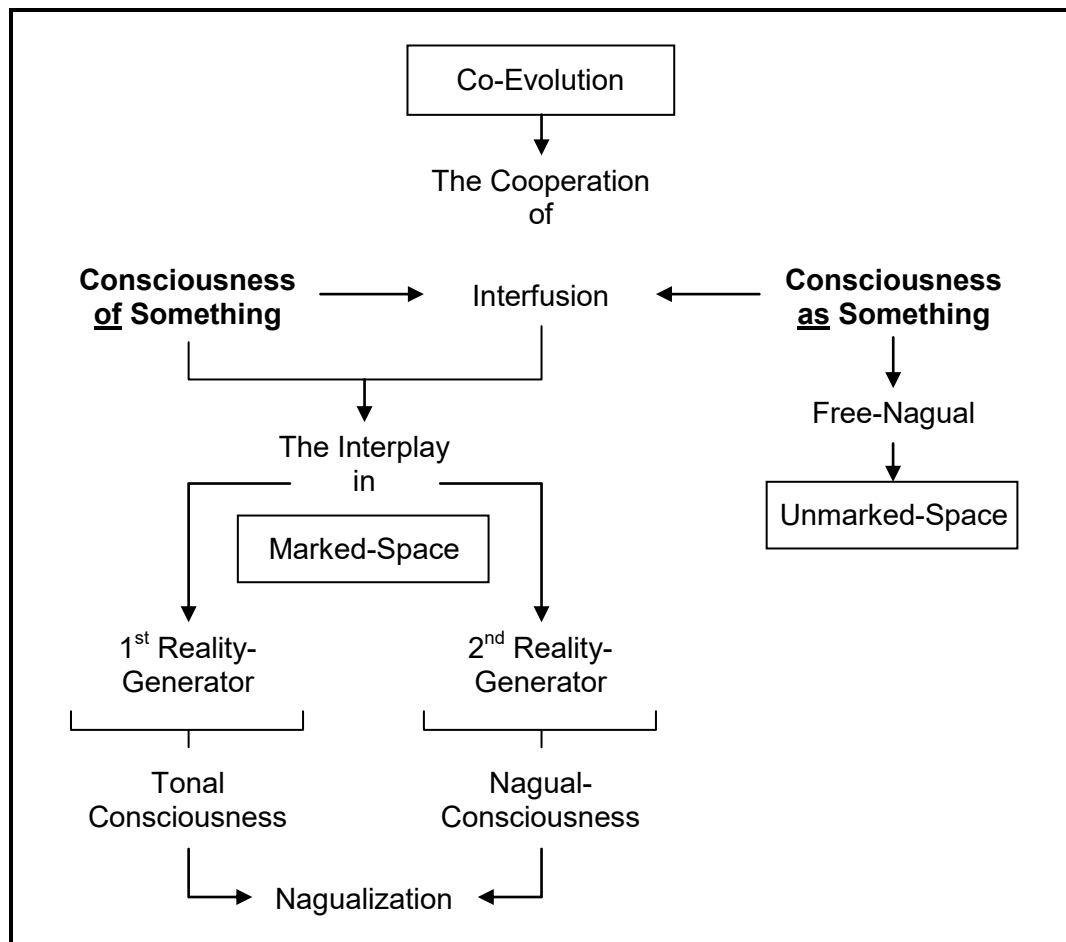 Co-Evolution
The Cooperation
of
Consciousness
of Something
Interfusion
Consciousness
as Something
Free-Nagual
Unmarked-Space
The Interplay
in
Marked-Space
1st Reality-
Generator
2nd Reality-
Generator
Tonal
Consciousness
Nagual-
Consciousness
Nagualization